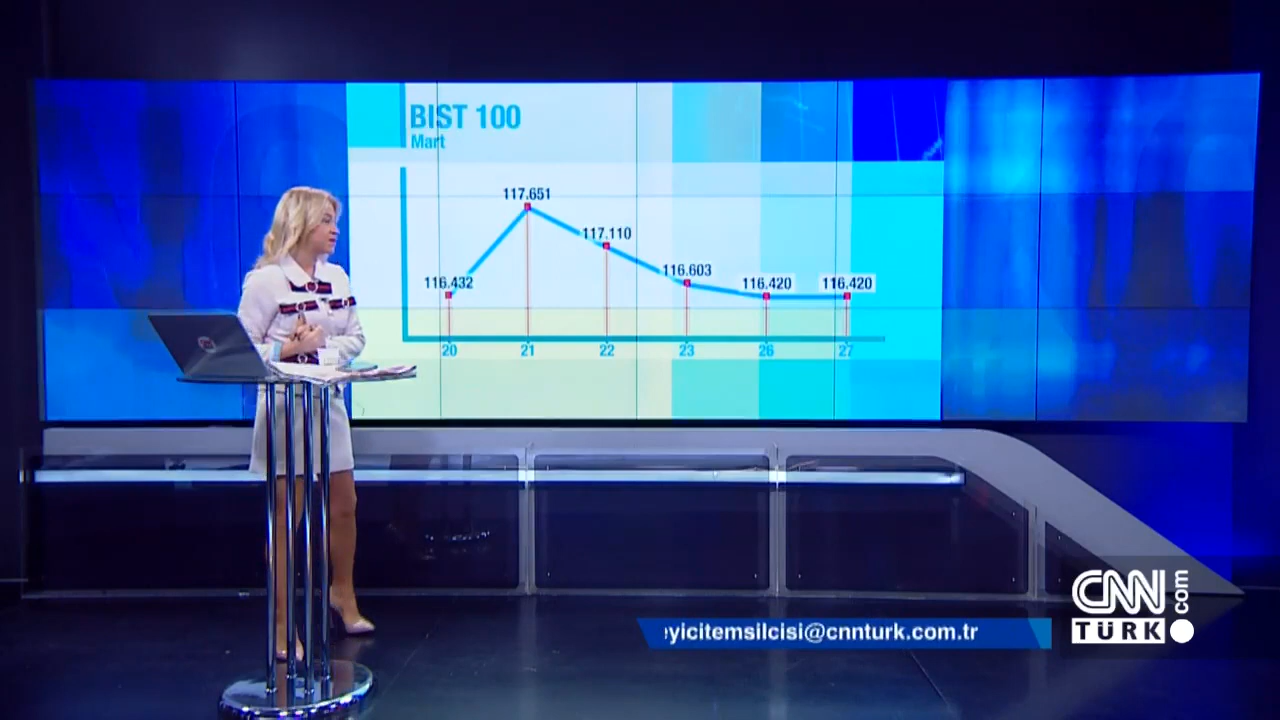 BIST 100
Mart
116.432
117.651
117.110
116.603
116.420
116.420
20
21
22
23
26
27
eyicitemsilcisi@cnnturk.com.tr
CNN
TÜRK
.com